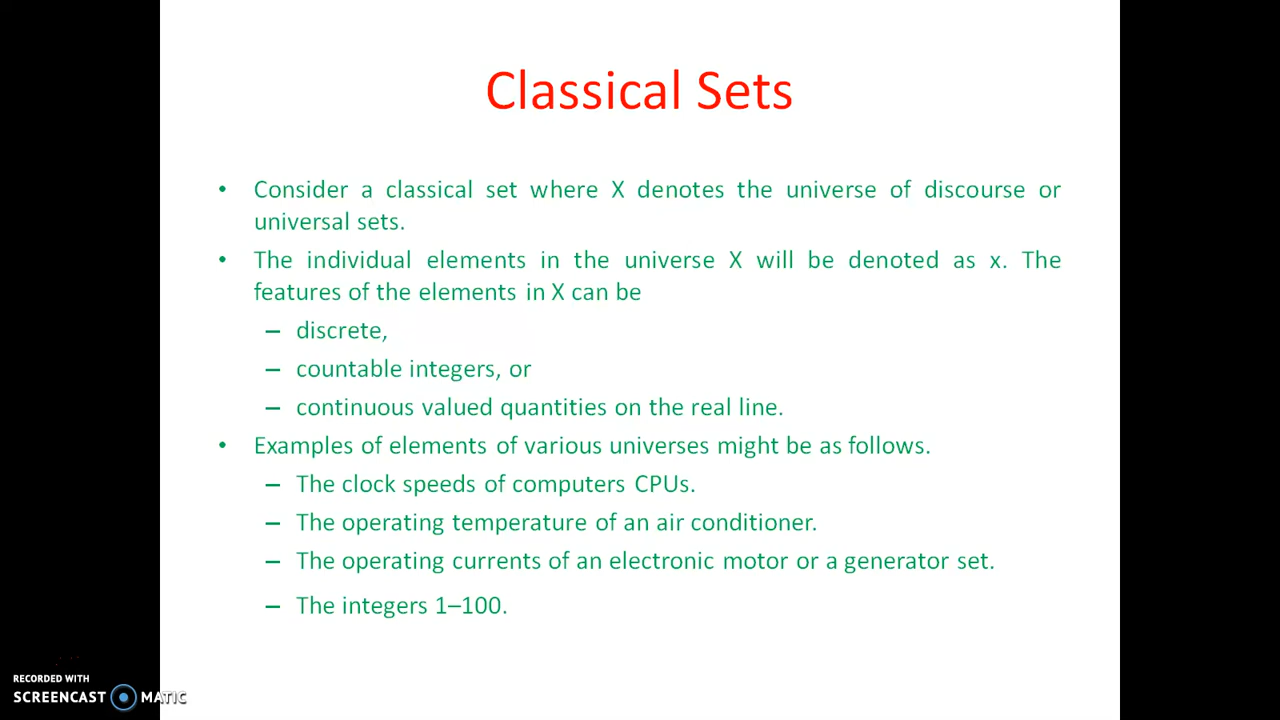 Classical Sets
• Consider a classical set where X denotes the universe of discourse or
universal sets.
• The individual elements in the universe X will be denoted as x. The
features of the elements in X can be
– discrete,
– countable integers, or
– continuous valued quantities on the real line.
• Examples of elements of various universes might be as follows.
– The clock speeds of computers CPUs.
– The operating temperature of an air conditioner.
– The operating currents of an electronic motor or a generator set.
– The integers 1–100.
RECORDED WITH
SCREENCAST MATIC